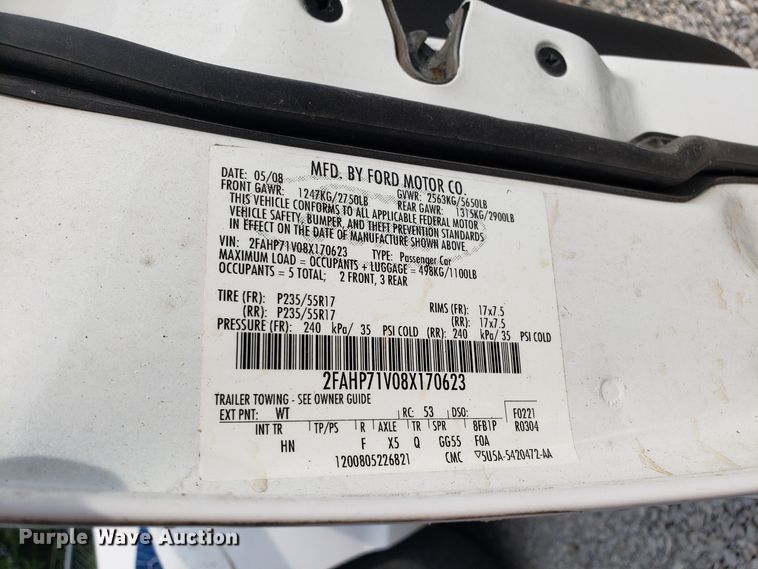 MFD. BY FORD MOTOR CO.
DATE: 05/08 GVWR: 2563KG/5650LB
FRONT GAWR: 1247KG/2750LB REAR GAWR: 1315KG/2900LB
THIS VEHICLE CONFORMS TO ALL APPLICABLE FEDERAL MOTOR
VEHICLE SAFETY, BUMPER, AND THEFT PREVENTION STANDARDS
IN EFFECT ON THE DATE OF MANUFACTURE SHOWN ABOVE.
VIN: 2FAHP71V08X170623 TYPE: Passenger Car
MAXIMUM LOAD = OCCUPANTS + LUGGAGE = 498KG/1100LB
OCCUPANTS = 5 TOTAL; 2 FRONT, 3 REAR
TIRE (FR): P235/55R17 RIMS (FR): 17x7.5
(RR): P235/55R17 (RR): 17x7.5
PRESSURE (FR): 240 kPa/ 35 PSI COLD (RR): 240 kPa/ 35 PSI COLD
2FAHP71V08X170623
TRAILER TOWING - SEE OWNER GUIDE
EXT PNT: WT RC: 53 DSO: F0221
INT TR TP/PS R AXLE TR SPR 8FB1P R0304
HN F X5 Q GG55 FOA
1200805226821 CMC ▽5U5A-5420472-AA
Purple Wave Auction